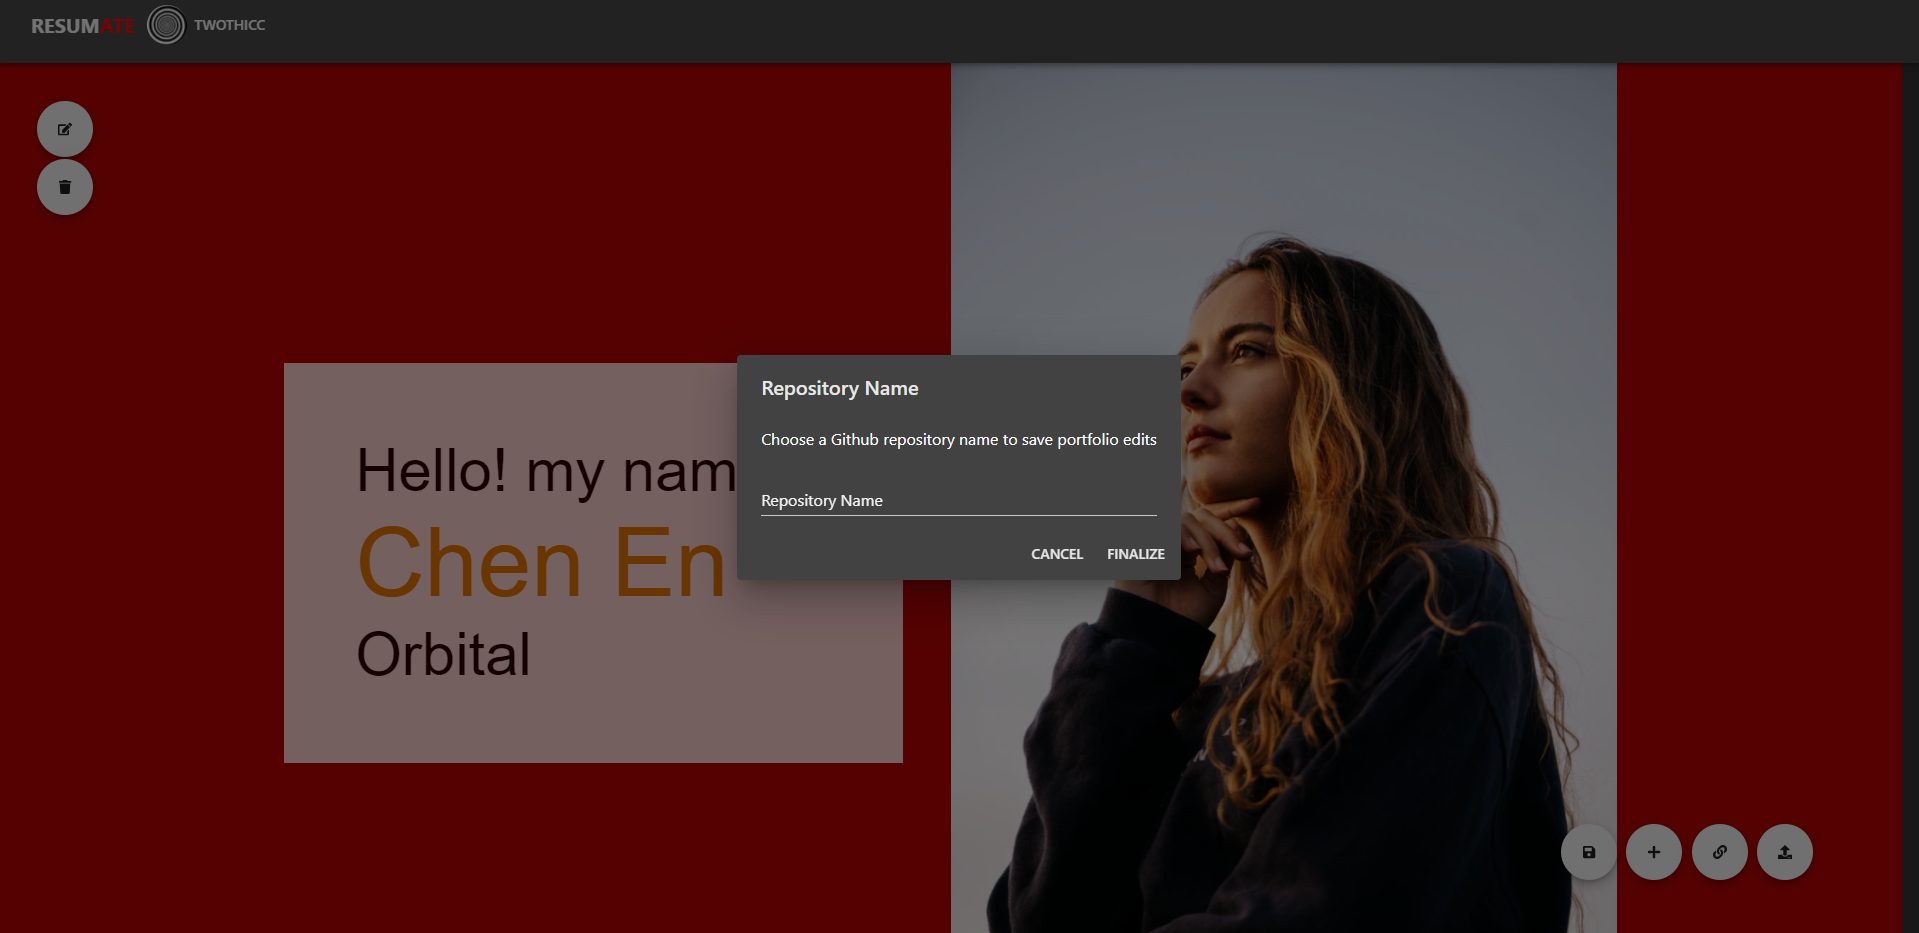 RESUMATE TWOTHICC
Hello! my nam
Chen En
Orbital
Repository Name
Choose a Github repository name to save portfolio edits
Repository Name
CANCEL FINALIZE